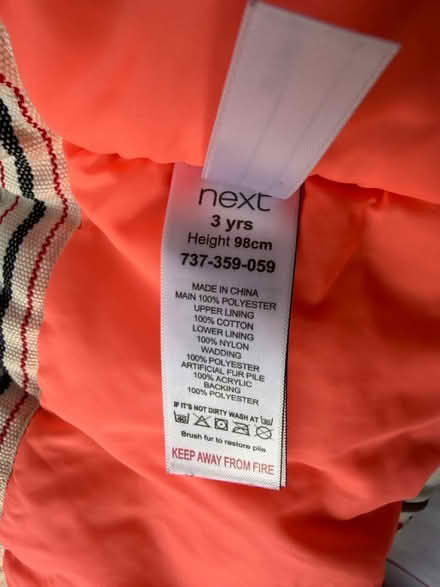 next
3 yrs
Height 98cm
737-359-059
MADE IN CHINA
MAIN 100% POLYESTER
UPPER LINING
100% COTTON
LOWER LINING
100% NYLON
WADDING
100% POLYESTER
ARTIFICIAL FUR PILE
100% ACRYLIC
BACKING
100% POLYESTER
IF IT'S NOT DIRTY WASH AT
Brush fur to restore pile
KEEP AWAY FROM FIRE